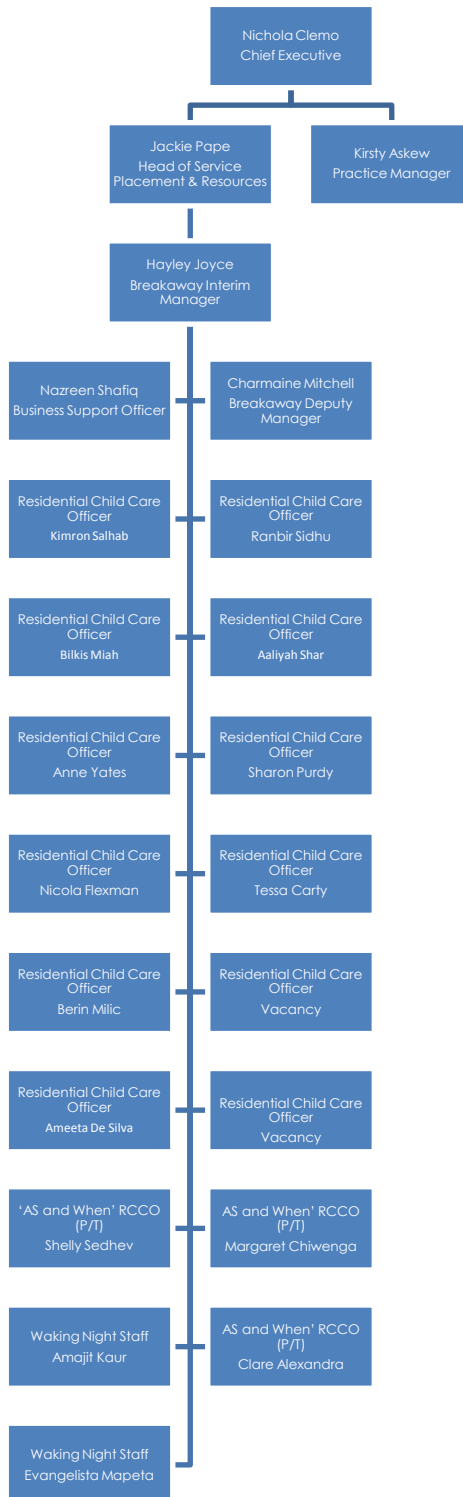 Nichola Clemo
Chief Executive
Jackie Pape
Head of Service
Placement & Resources
Kirsty Askew
Practice Manager
Hayley Joyce
Breakaway Interim
Manager
Nazreen Shafiq
Business Support Officer
Charmaine Mitchell
Breakaway Deputy
Manager
Residential Child Care
Officer
Kimron Salhab
Residential Child Care
Officer
Ranbir Sidhu
Residential Child Care
Officer
Bilkis Miah
Residential Child Care
Officer
Aaliyah Shar
Residential Child Care
Officer
Anne Yates
Residential Child Care
Officer
Sharon Purdy
Residential Child Care
Officer
Nicola Flexman
Residential Child Care
Officer
Tessa Carty
Residential Child Care
Officer
Berin Milic
Residential Child Care
Officer
Vacancy
Residential Child Care
Officer
Ameeta De Silva
Residential Child Care
Officer
Vacancy
‘AS and When’ RCCO
(P/T)
Shelly Sedhev
AS and When’ RCCO
(P/T)
Margaret Chiwenga
Waking Night Staff
Amajit Kaur
AS and When’ RCCO
(P/T)
Clare Alexandra
Waking Night Staff
Evangelista Mapeta